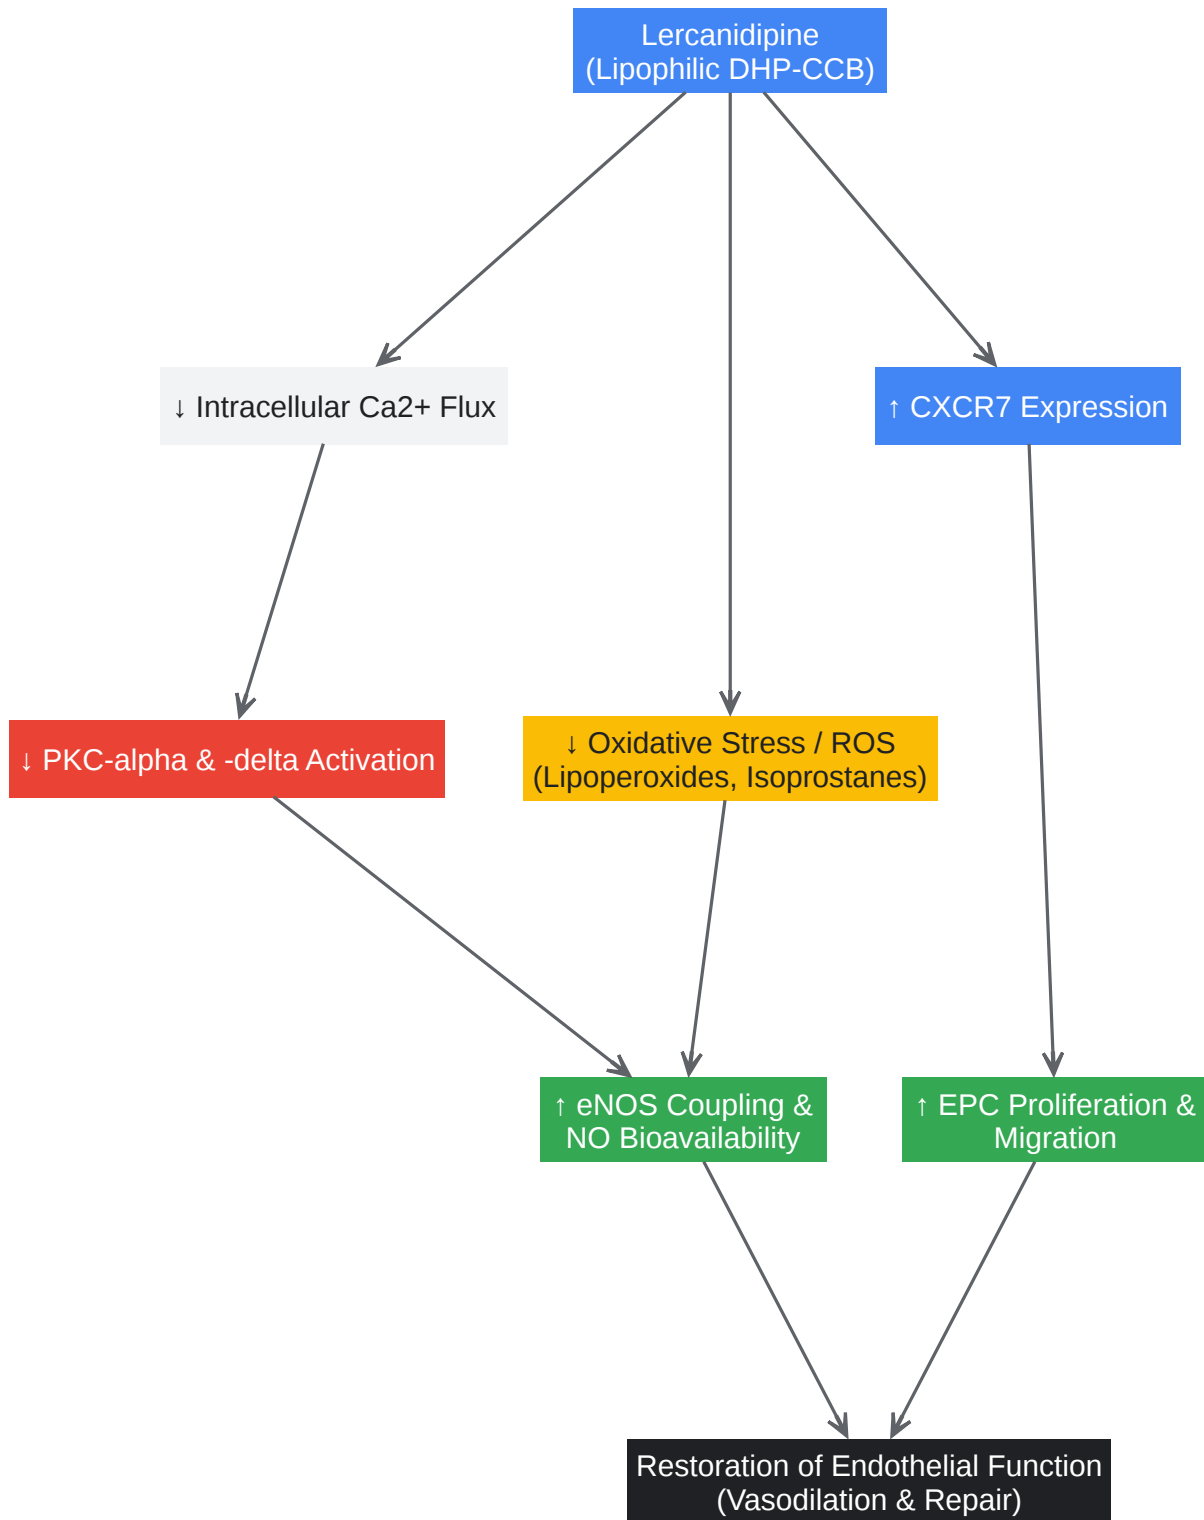 Lercanidipine
(Lipophilic DHP-CCB)
↓ Intracellular Ca2+ Flux
↑ CXCR7 Expression
↓ PKC-alpha & -delta Activation
↓ Oxidative Stress / ROS
(Lipoperoxides, Isoprostanes)
↑ eNOS Coupling &
NO Bioavailability
↑ EPC Proliferation &
Migration
Restoration of Endothelial Function
(Vasodilation & Repair)